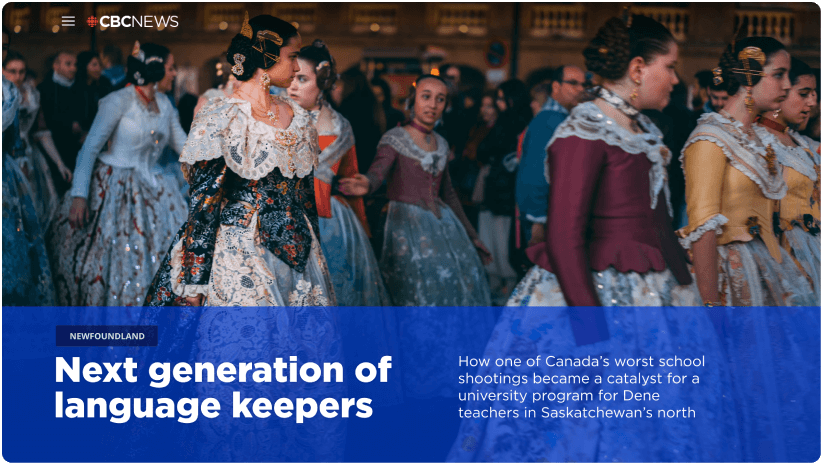 CBCNEWS
NEWFOUNDLAND
Next generation of
language keepers
How one of Canada's worst school
shootings became a catalyst for a
university program for Dene
teachers in Saskatchewan's north